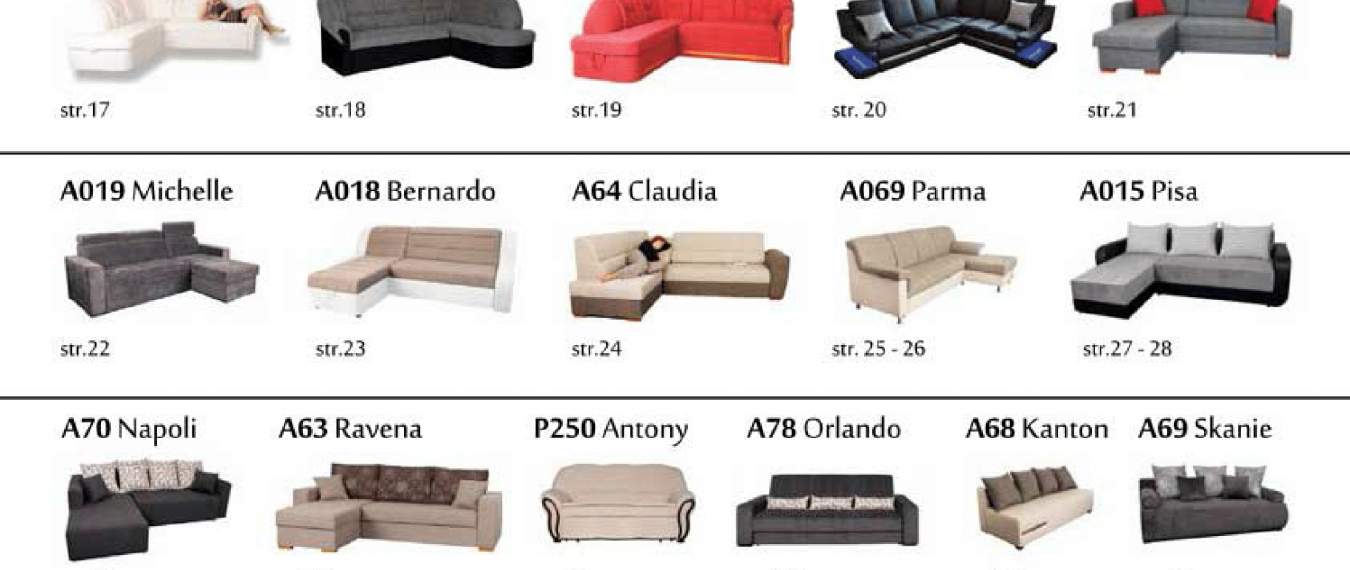 str.17 str.18 str.19 str. 20 str.21
A019 Michelle A018 Bernardo A64 Claudia A069 Parma A015 Pisa
str.22 str.23 str.24 str. 25 - 26 str.27 - 28
A70 Napoli A63 Ravena P250 Antony A78 Orlando A68 Kanton A69 Skanie